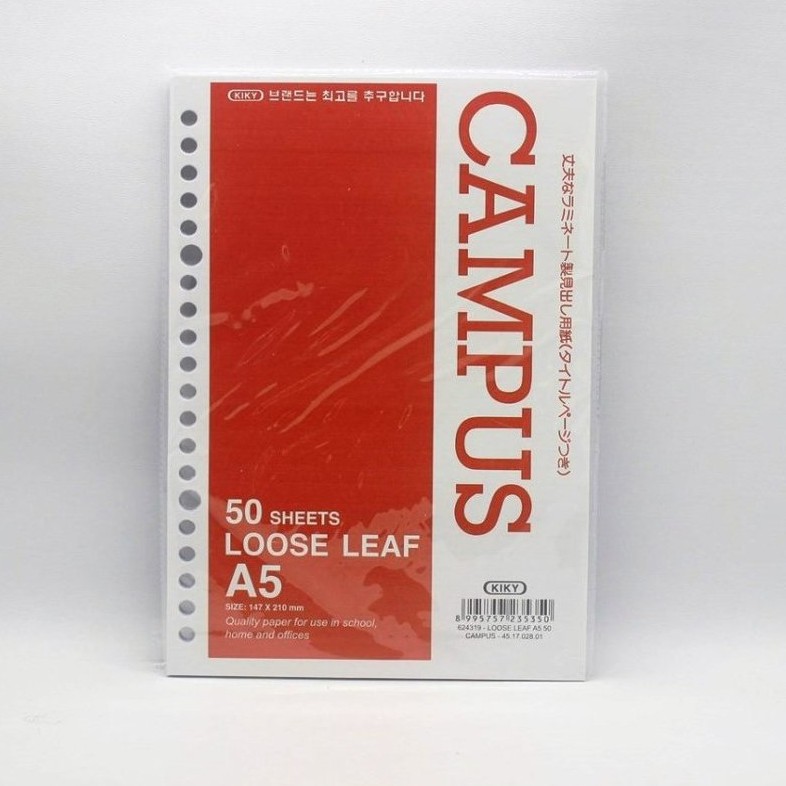 KIKY 브랜드는 최고를 추구합니다
CAMPUS
丈夫なラミネート製見出し用紙(タイトルページつき)
50 SHEETS
LOOSE LEAF
A5
SIZE: 147 X 210 mm
Quality paper for use in school,
home and offices
KIKY
8 995757 235350
624319 - LOOSE LEAF A5 50
CAMPUS - 45.17.028.01